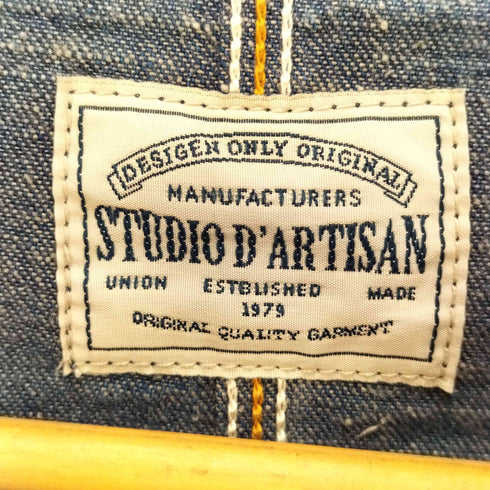 DESIGEN ONLY ORIGINAL
MANUFACTURERS
STUDIO D'ARTISAN
UNION ESTBLISHED MADE
1979
ORIGINAL QUALITY GARMENT